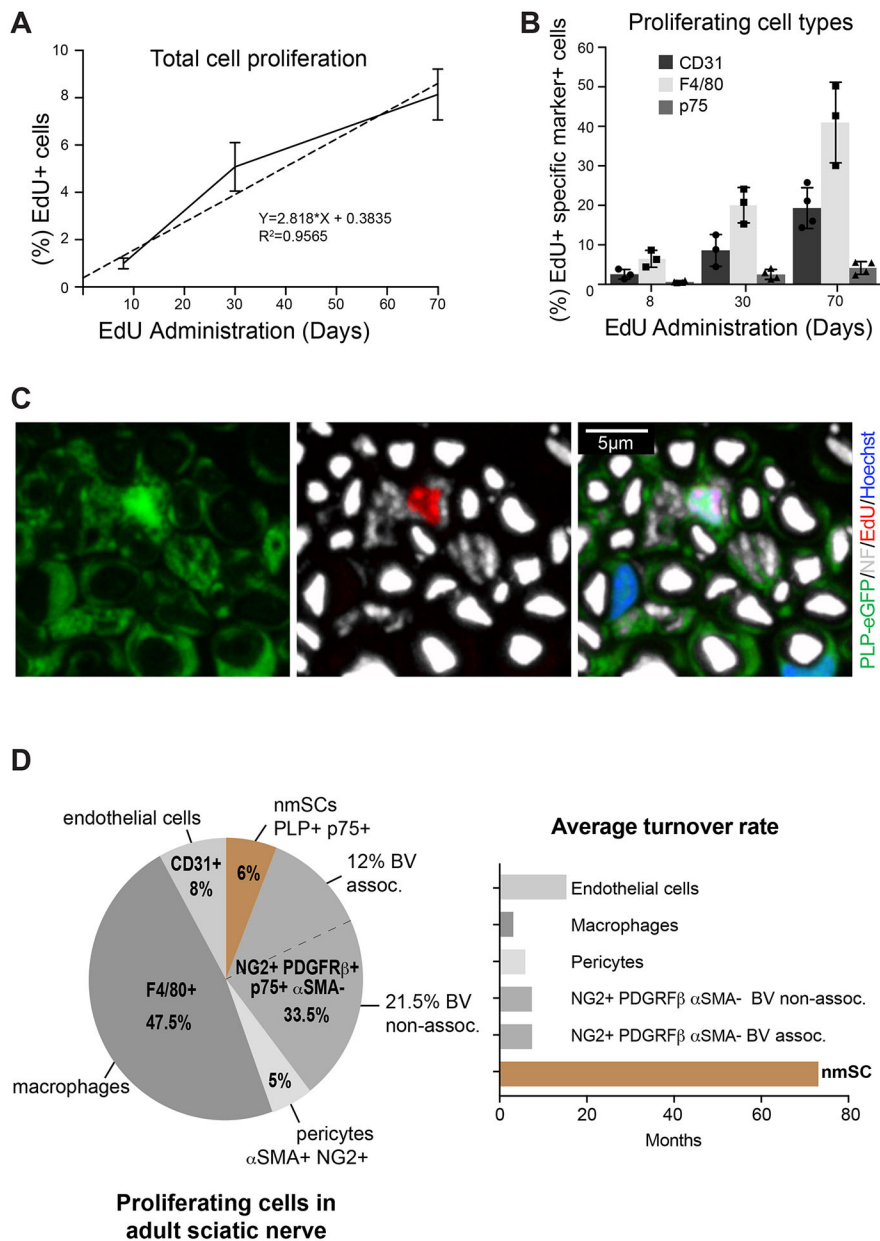 A
Total cell proliferation
(%) EdU+ cells
10
8
6
4
2
0
Y=2.818*X + 0.3835
R²=0.9565
0 10 20 30 40 50 60 70
EdU Administration (Days)
B
Proliferating cell types
(%) EdU+ specific marker+ cells
60
50
40
30
20
10
0
CD31
F4/80
p75
8 30 70
EdU Administration (Days)
C
5µm
PLP-eGFP/NF/EdU/Hoechst
D
endothelial cells
nmSCs
PLP+ p75+
CD31+
8%
6%
12% BV
assoc.
NG2+ PDGFRβ+
p75+ αSMA-
33.5%
21.5% BV
non-assoc.
F4/80+
47.5%
macrophages
5%
pericytes
αSMA+ NG2+
Proliferating cells in
adult sciatic nerve
Average turnover rate
Endothelial cells
Macrophages
Pericytes
NG2+ PDGRFβ αSMA- BV non-assoc.
NG2+ PDGRFβ αSMA- BV assoc.
nmSC
0 20 40 60 80
Months